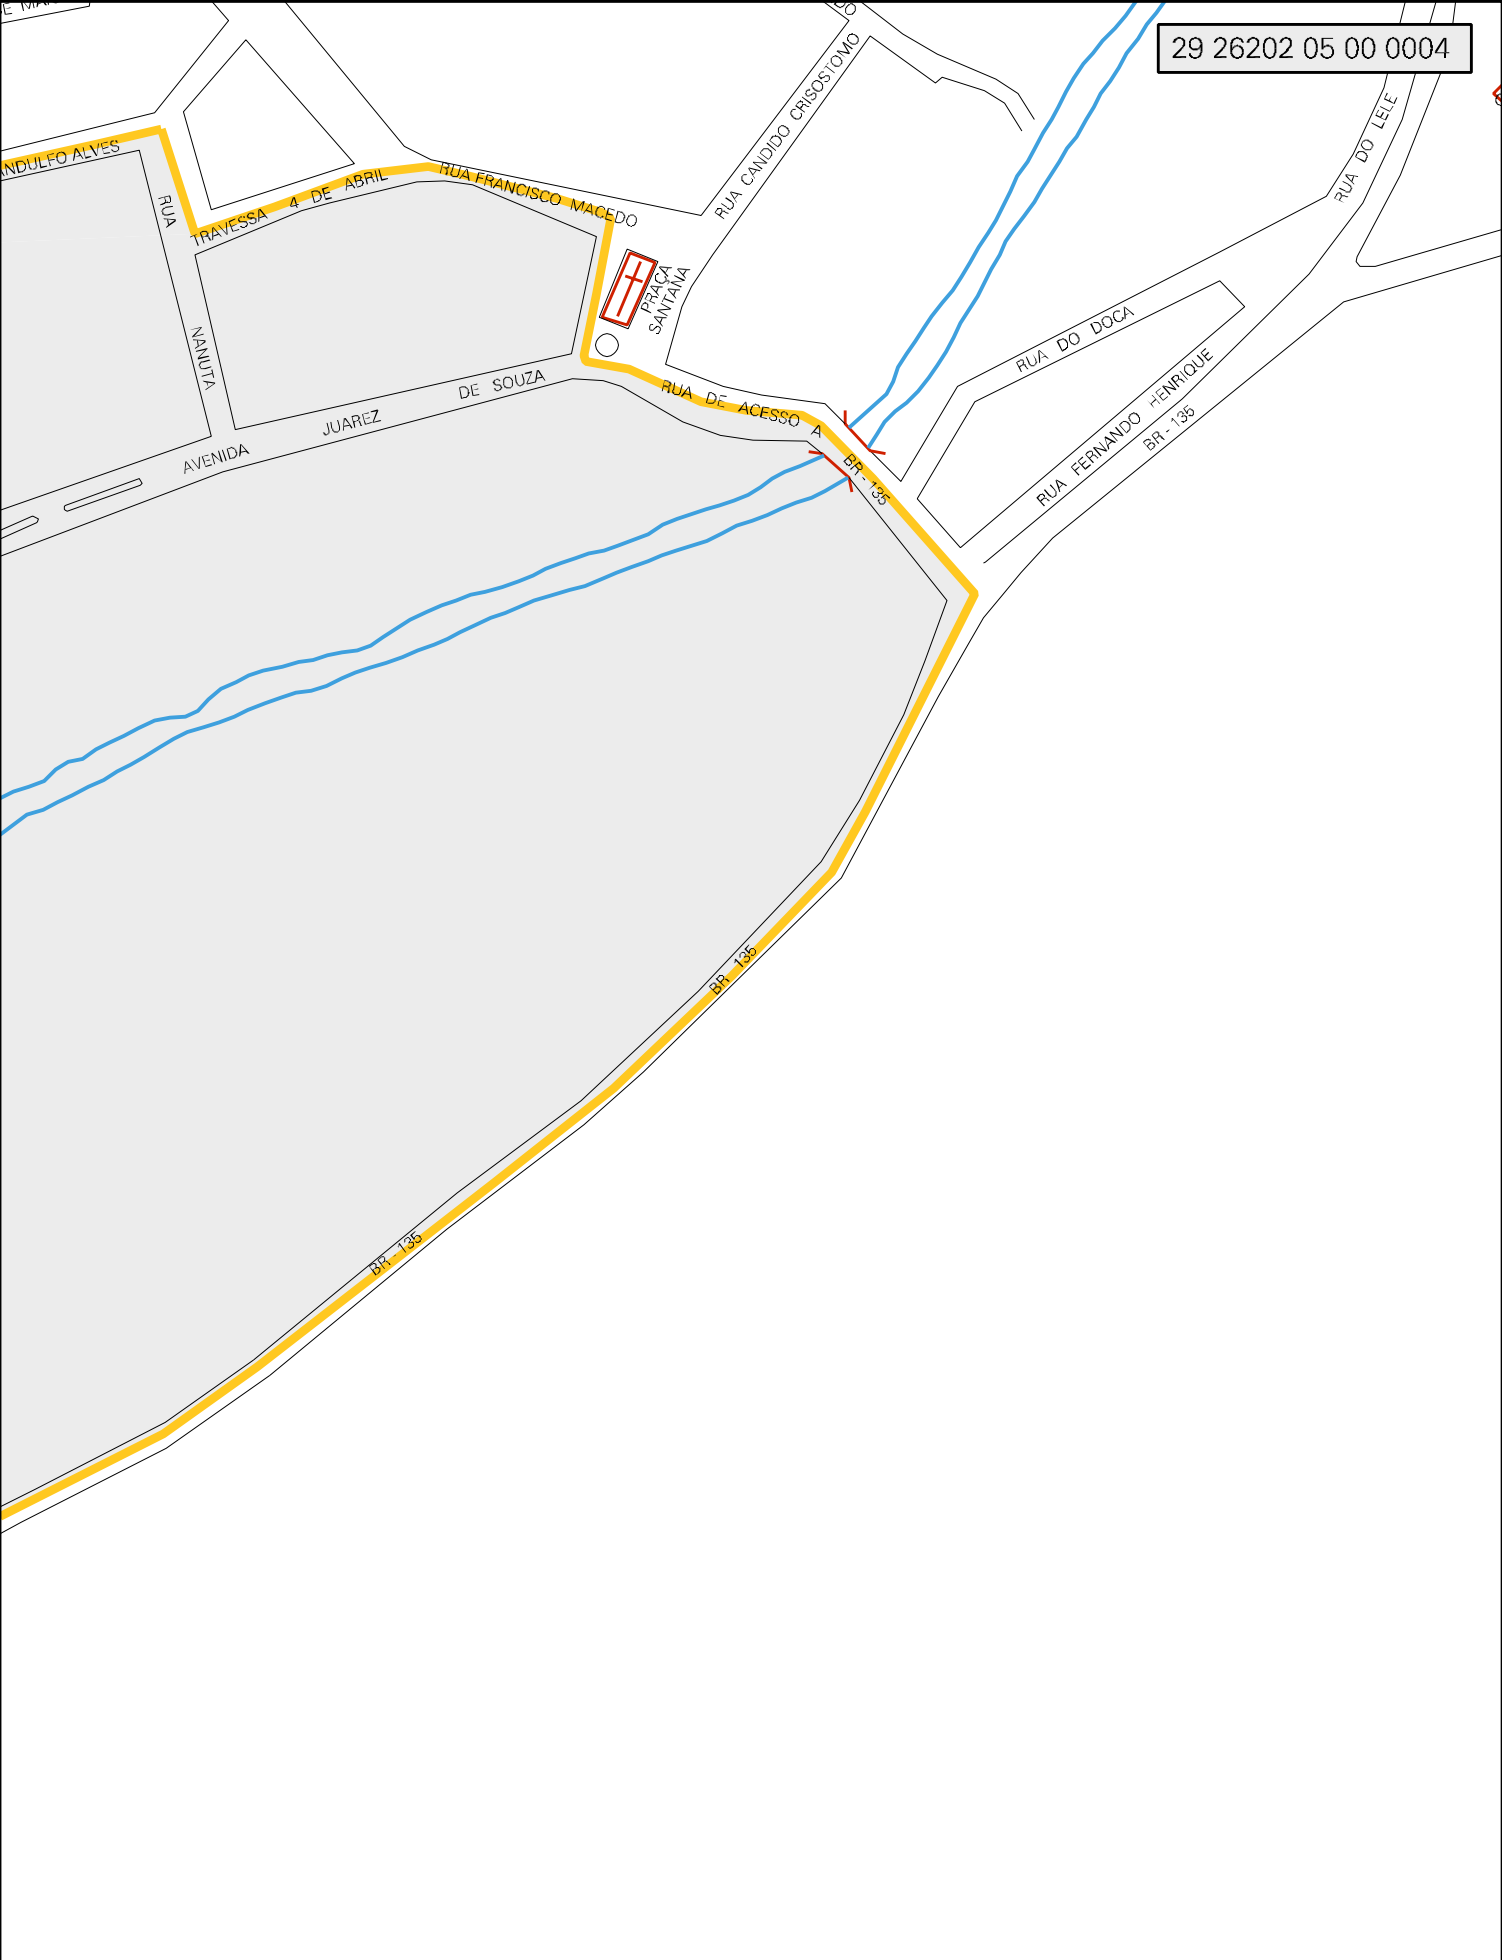 29 26202 05 00 0004
RUA CANDIDO CRISOSTOMO
RUA DO LELE
ANDULFO ALVES
RUA NANUTA
TRAVESSA 4 DE ABRIL
RUA FRANCISCO MACEDO
PRAÇA
SANTANA
RUA DO DOCA
AVENIDA JUAREZ DE SOUZA
RUA DE ACESSO A BR - 135
RUA FERNANDO HENRIQUE
BR - 135
BR 135
BR - 135